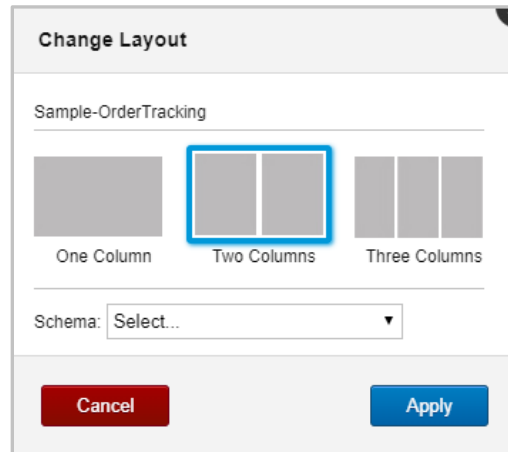 Change Layout
Sample-OrderTracking
One Column Two Columns Three Columns
Schema: Select...
Cancel Apply